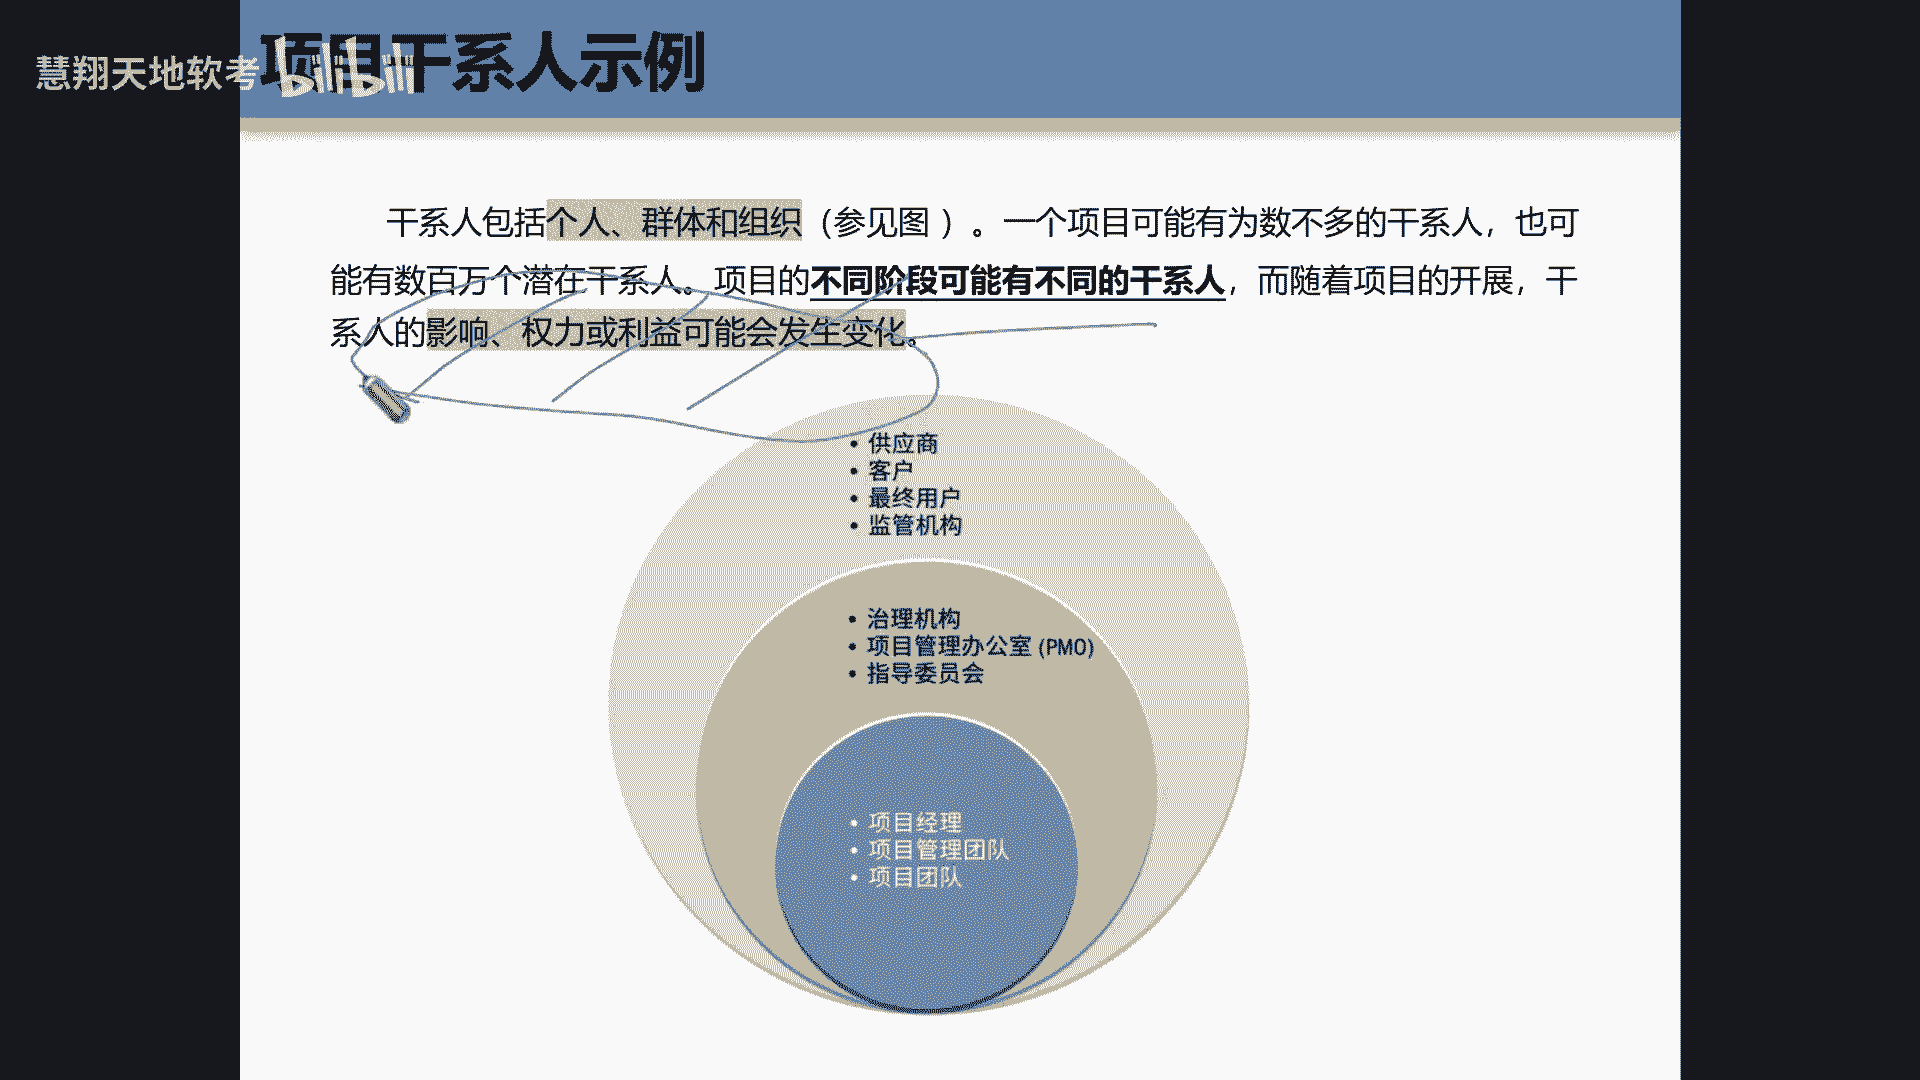 项目干系人示例
慧翔天地软考
bilibili
干系人包括个人、群体和组织（参见图 ）。一个项目可能有为数不多的干系人，也可
能有数百万个潜在干系人。项目的不同阶段可能有不同的干系人，而随着项目的开展，干
系人的影响、权力或利益可能会发生变化。
• 供应商
• 客户
• 最终用户
• 监管机构
• 治理机构
• 项目管理办公室 (PMO)
• 指导委员会
• 项目经理
• 项目管理团队
• 项目团队